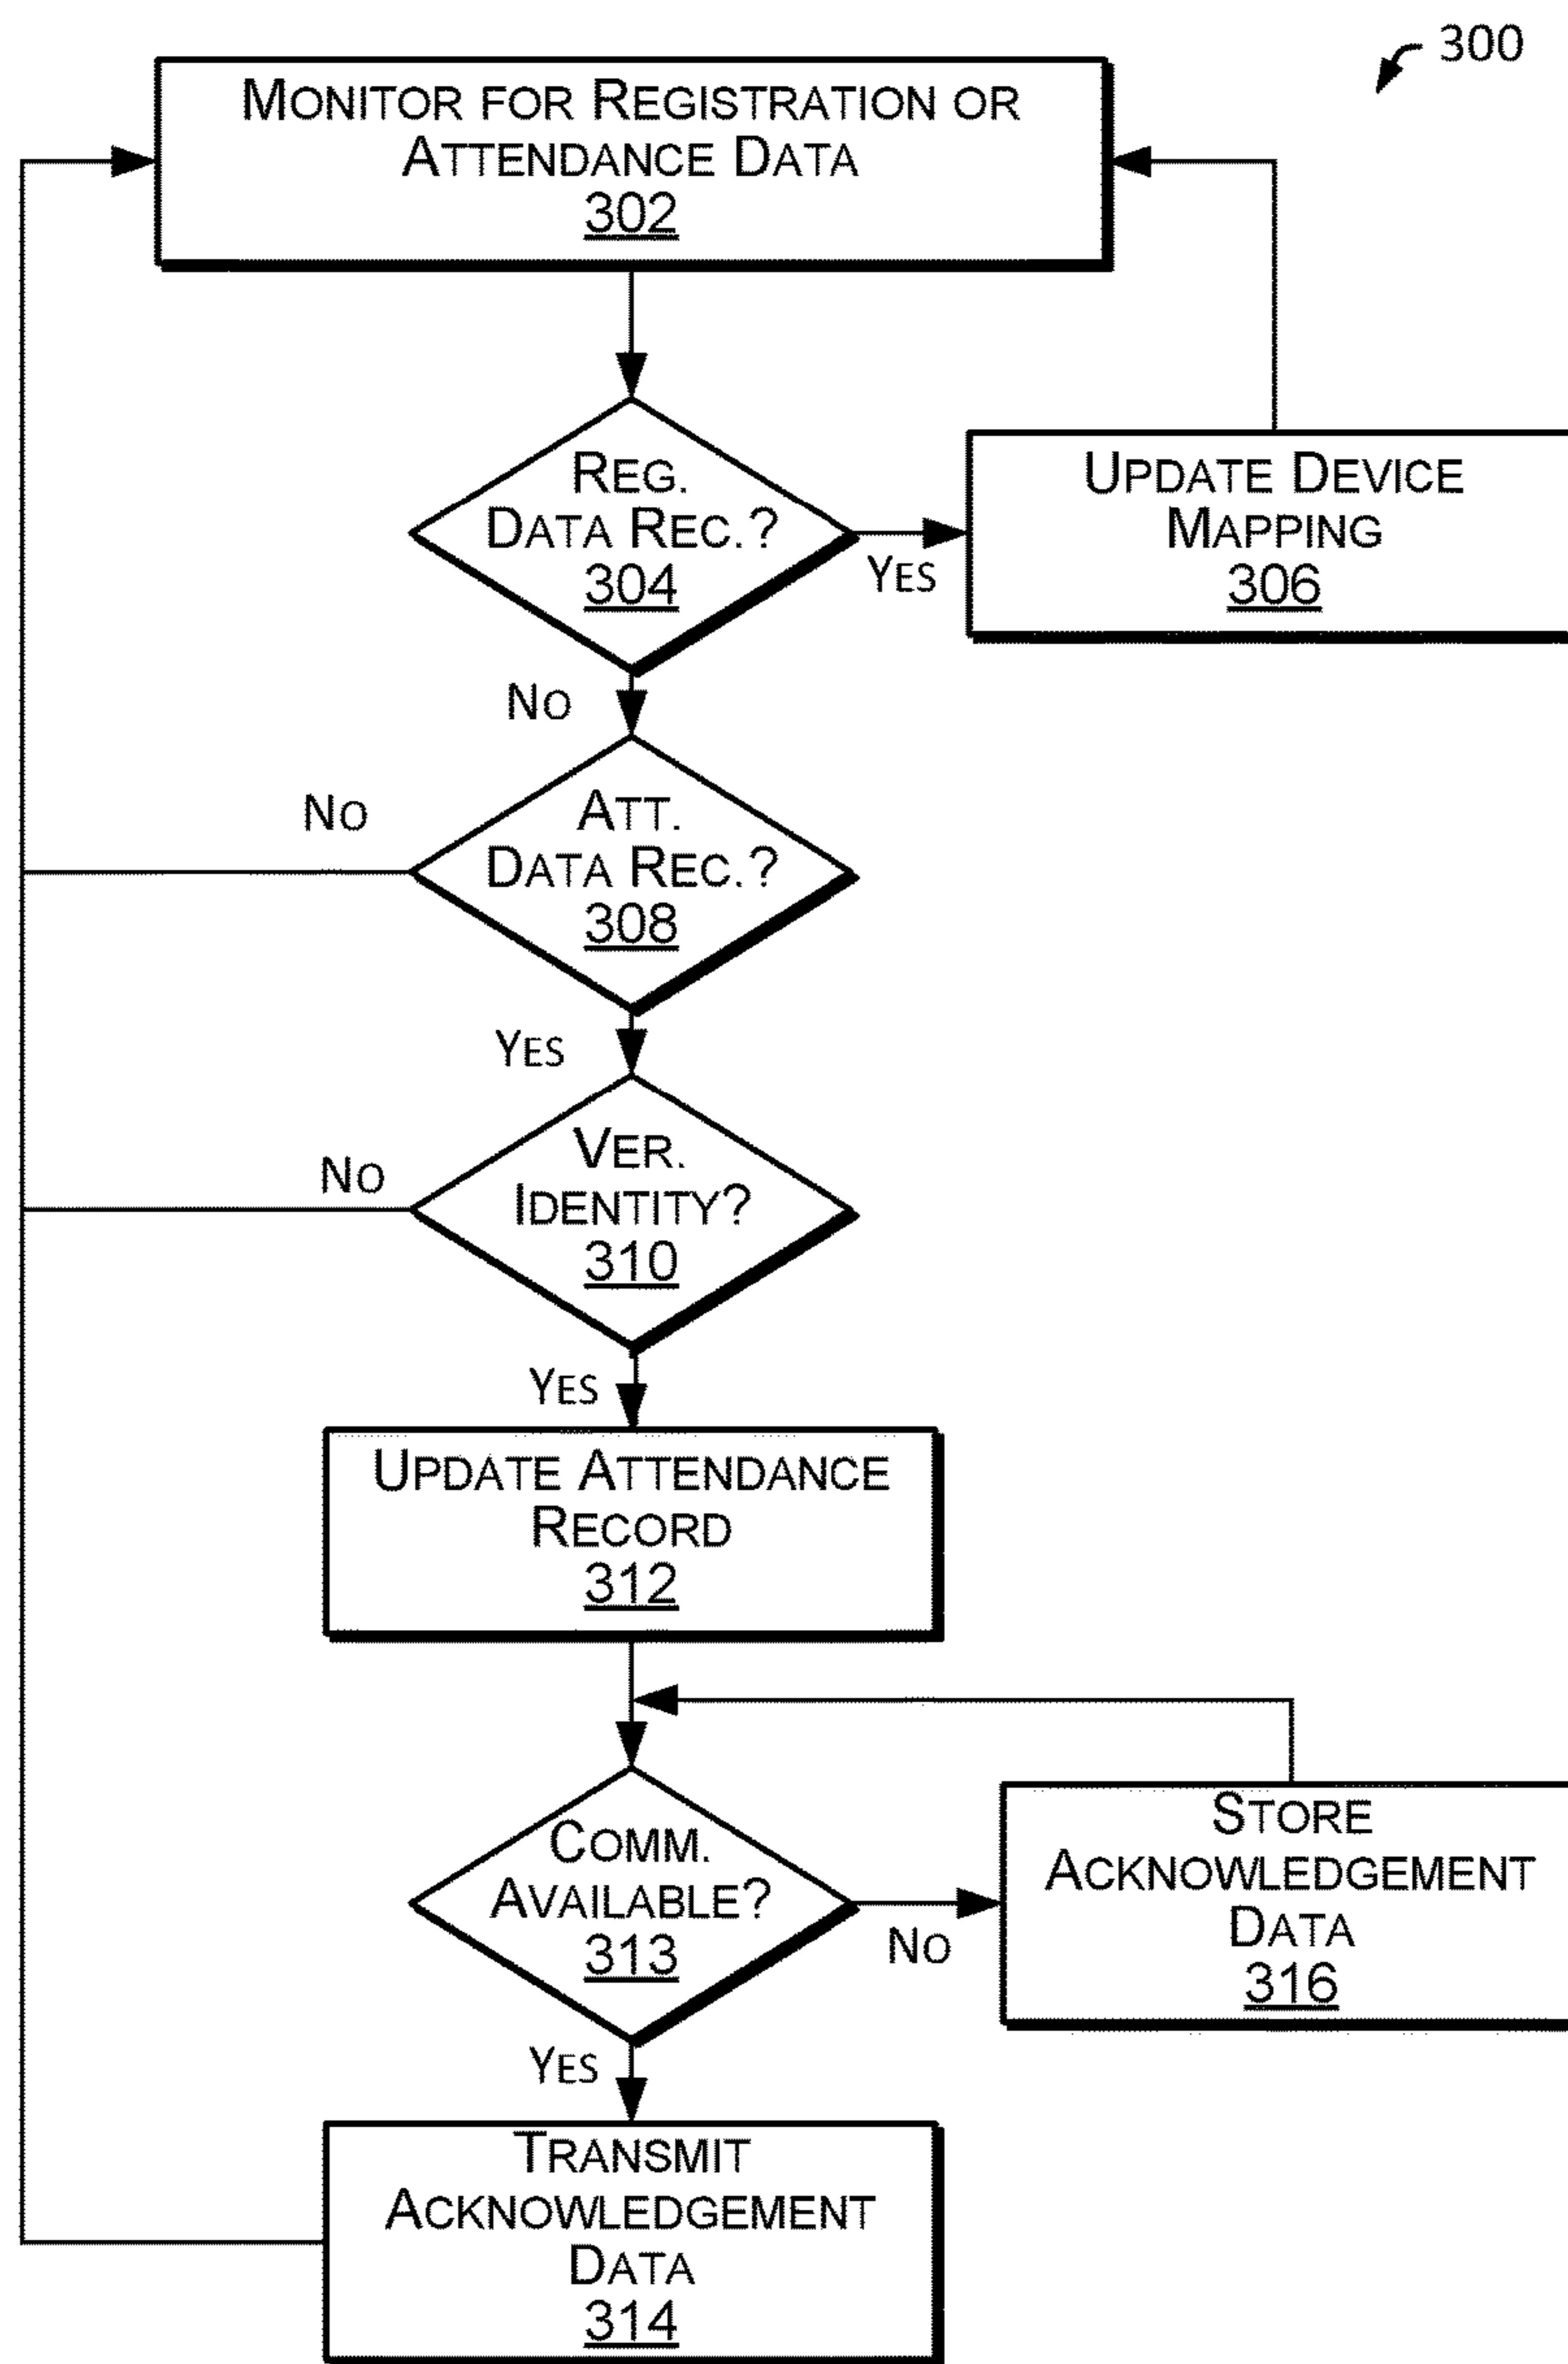 300
MONITOR FOR REGISTRATION OR
ATTENDANCE DATA
302
REG.
DATA REC.?
304
YES
UPDATE DEVICE
MAPPING
306
NO
ATT.
DATA REC.?
308
NO
YES
VER.
IDENTITY?
310
NO
YES
UPDATE ATTENDANCE
RECORD
312
COMM.
AVAILABLE?
313
NO
STORE
ACKNOWLEDGEMENT
DATA
316
YES
TRANSMIT
ACKNOWLEDGEMENT
DATA
314